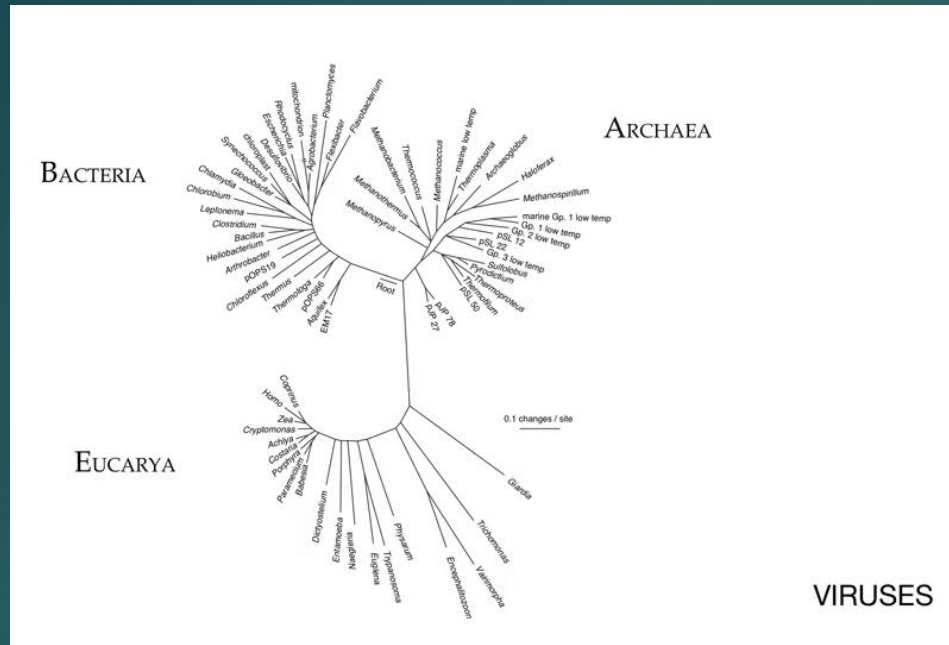 BACTERIA
ARCHAEA
EUCARYA
VIRUSES
Flavobacterium
Flexibacter
Planctomyces
Agrobacterium
mitochondrion
Rhodocyclus
Escherichia
Desulfovibrio
chloroplast
Synechococcus
Gloeobacter
Chlamydia
Chlorobium
Leptonema
Clostridium
Bacillus
Heliobacterium
Arthrobacter
pOPS19
Chloroflexus
Thermus
Thermotoga
pOPS66
Aquifex
EM17
Root
Methanopyrus
Methanothermus
Methanobacterium
Thermococcus
Methanococcus
marine low temp
Thermoplasma
Archaeoglobus
Haloferax
Methanospirillum
marine Gp. 1 low temp
Gp. 1 low temp
Gp. 2 low temp
pSL 12
pSL 22
Gp. 3 low temp
Sulfolobus
Pyrodictium
Thermoproteus
Thermofilum
pSL 50
pJP 78
pJP 27
0.1 changes / site
Coprinus
Homo
Zea
Cryptomonas
Achlya
Costaria
Porphyra
Paramecium
Babesia
Dictyostelium
Entamoeba
Naegleria
Euglena
Trypanosoma
Physarum
Encephalitozoon
Vairimorpha
Trichomonas
Giardia